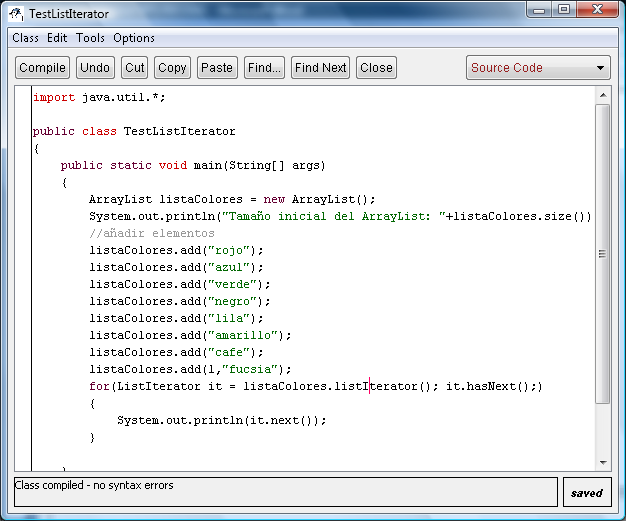 TestListIterator
Class Edit Tools Options
Compile Undo Cut Copy Paste Find... Find Next Close Source Code
import java.util.*;
public class TestListIterator
{
public static void main(String[] args)
{
ArrayList listaColores = new ArrayList();
System.out.println("Tamaño inicial del ArrayList: "+listaColores.size())
//añadir elementos
listaColores.add("rojo");
listaColores.add("azul");
listaColores.add("verde");
listaColores.add("negro");
listaColores.add("lila");
listaColores.add("amarillo");
listaColores.add("cafe");
listaColores.add(1,"fucsia");
for(ListIterator it = listaColores.listIterator(); it.hasNext();)
{
System.out.println(it.next());
}
}
Class compiled - no syntax errors
saved